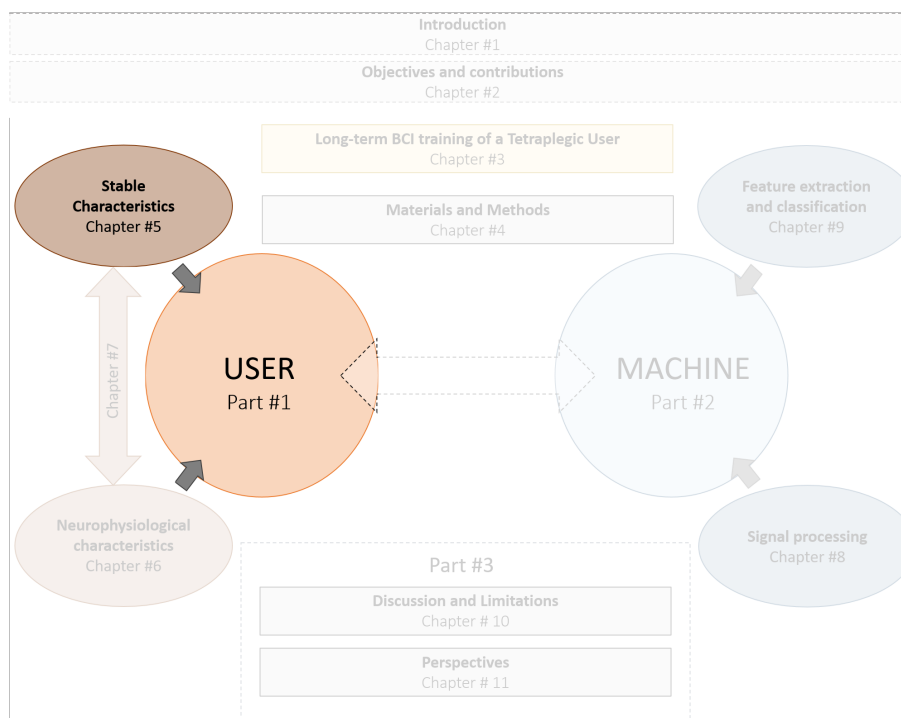 Introduction
Chapter #1
Objectives and contributions
Chapter #2
Long-term BCI training of a Tetraplegic User
Chapter #3
Materials and Methods
Chapter #4
Stable
Characteristics
Chapter #5
Feature extraction
and classification
Chapter #9
Chapter #7
USER
Part #1
MACHINE
Part #2
Neurophysiological
characteristics
Chapter #6
Signal processing
Chapter #8
Part #3
Discussion and Limitations
Chapter # 10
Perspectives
Chapter # 11